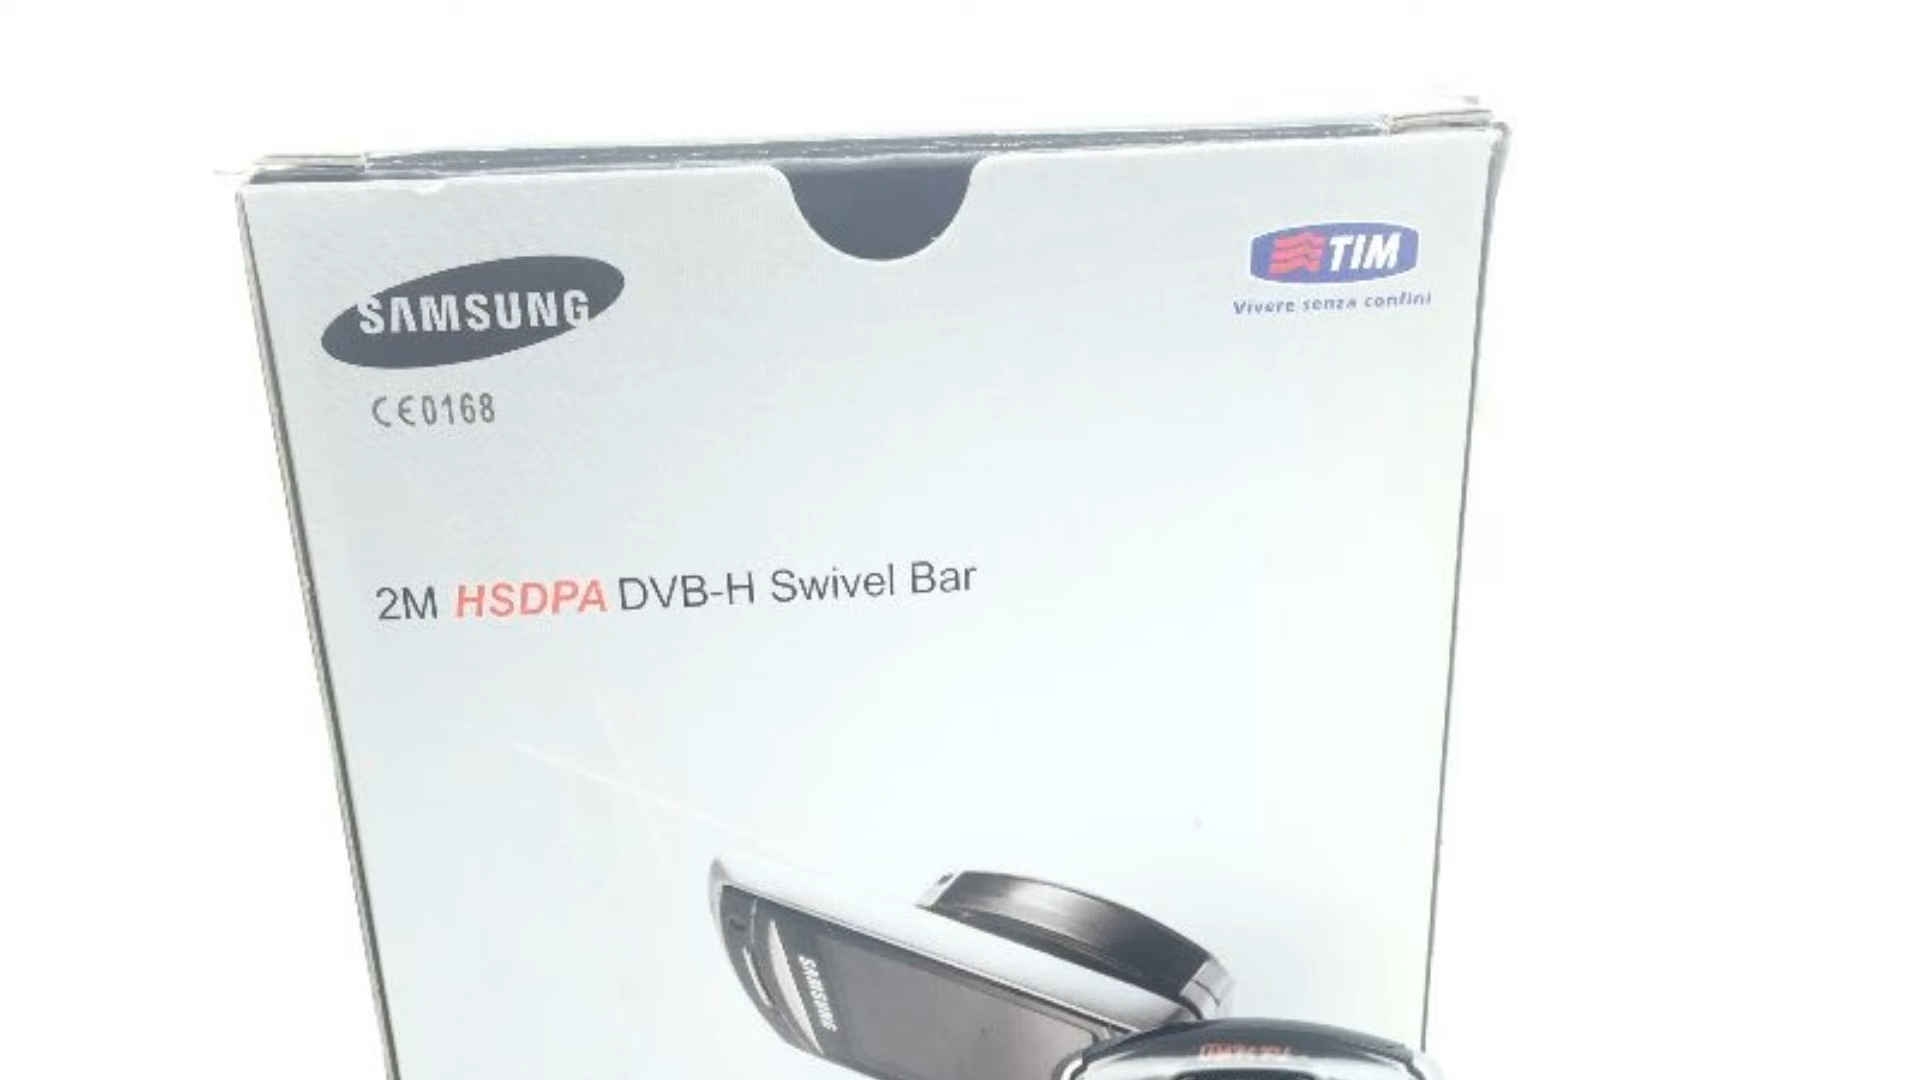 SAMSUNG
TIM
Vivere senza confini
CE0168
2M HSDPA DVB-H Swivel Bar
SAMSUNG